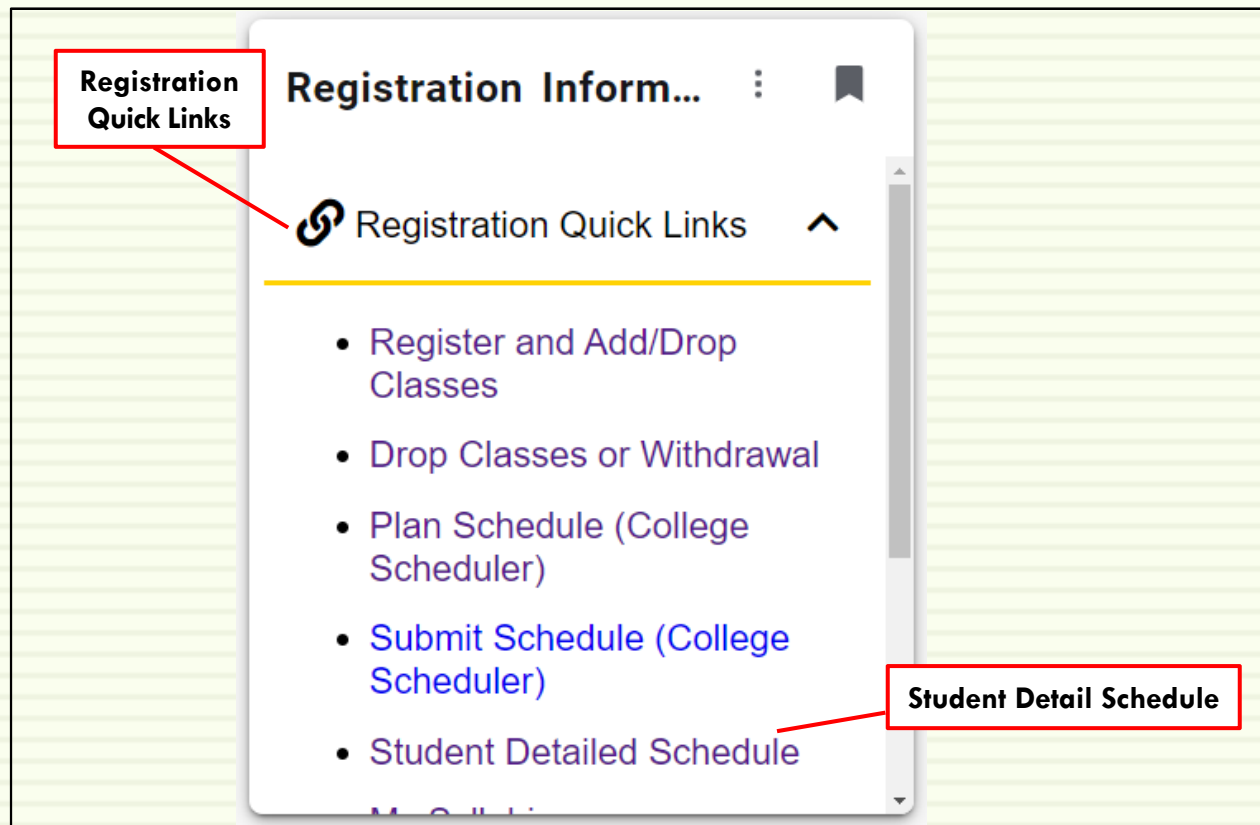 Registration
Quick Links
Registration Inform...
Registration Quick Links
Register and Add/Drop
Classes
Drop Classes or Withdrawal
Plan Schedule (College
Scheduler)
Submit Schedule (College
Scheduler)
Student Detail Schedule
Student Detailed Schedule